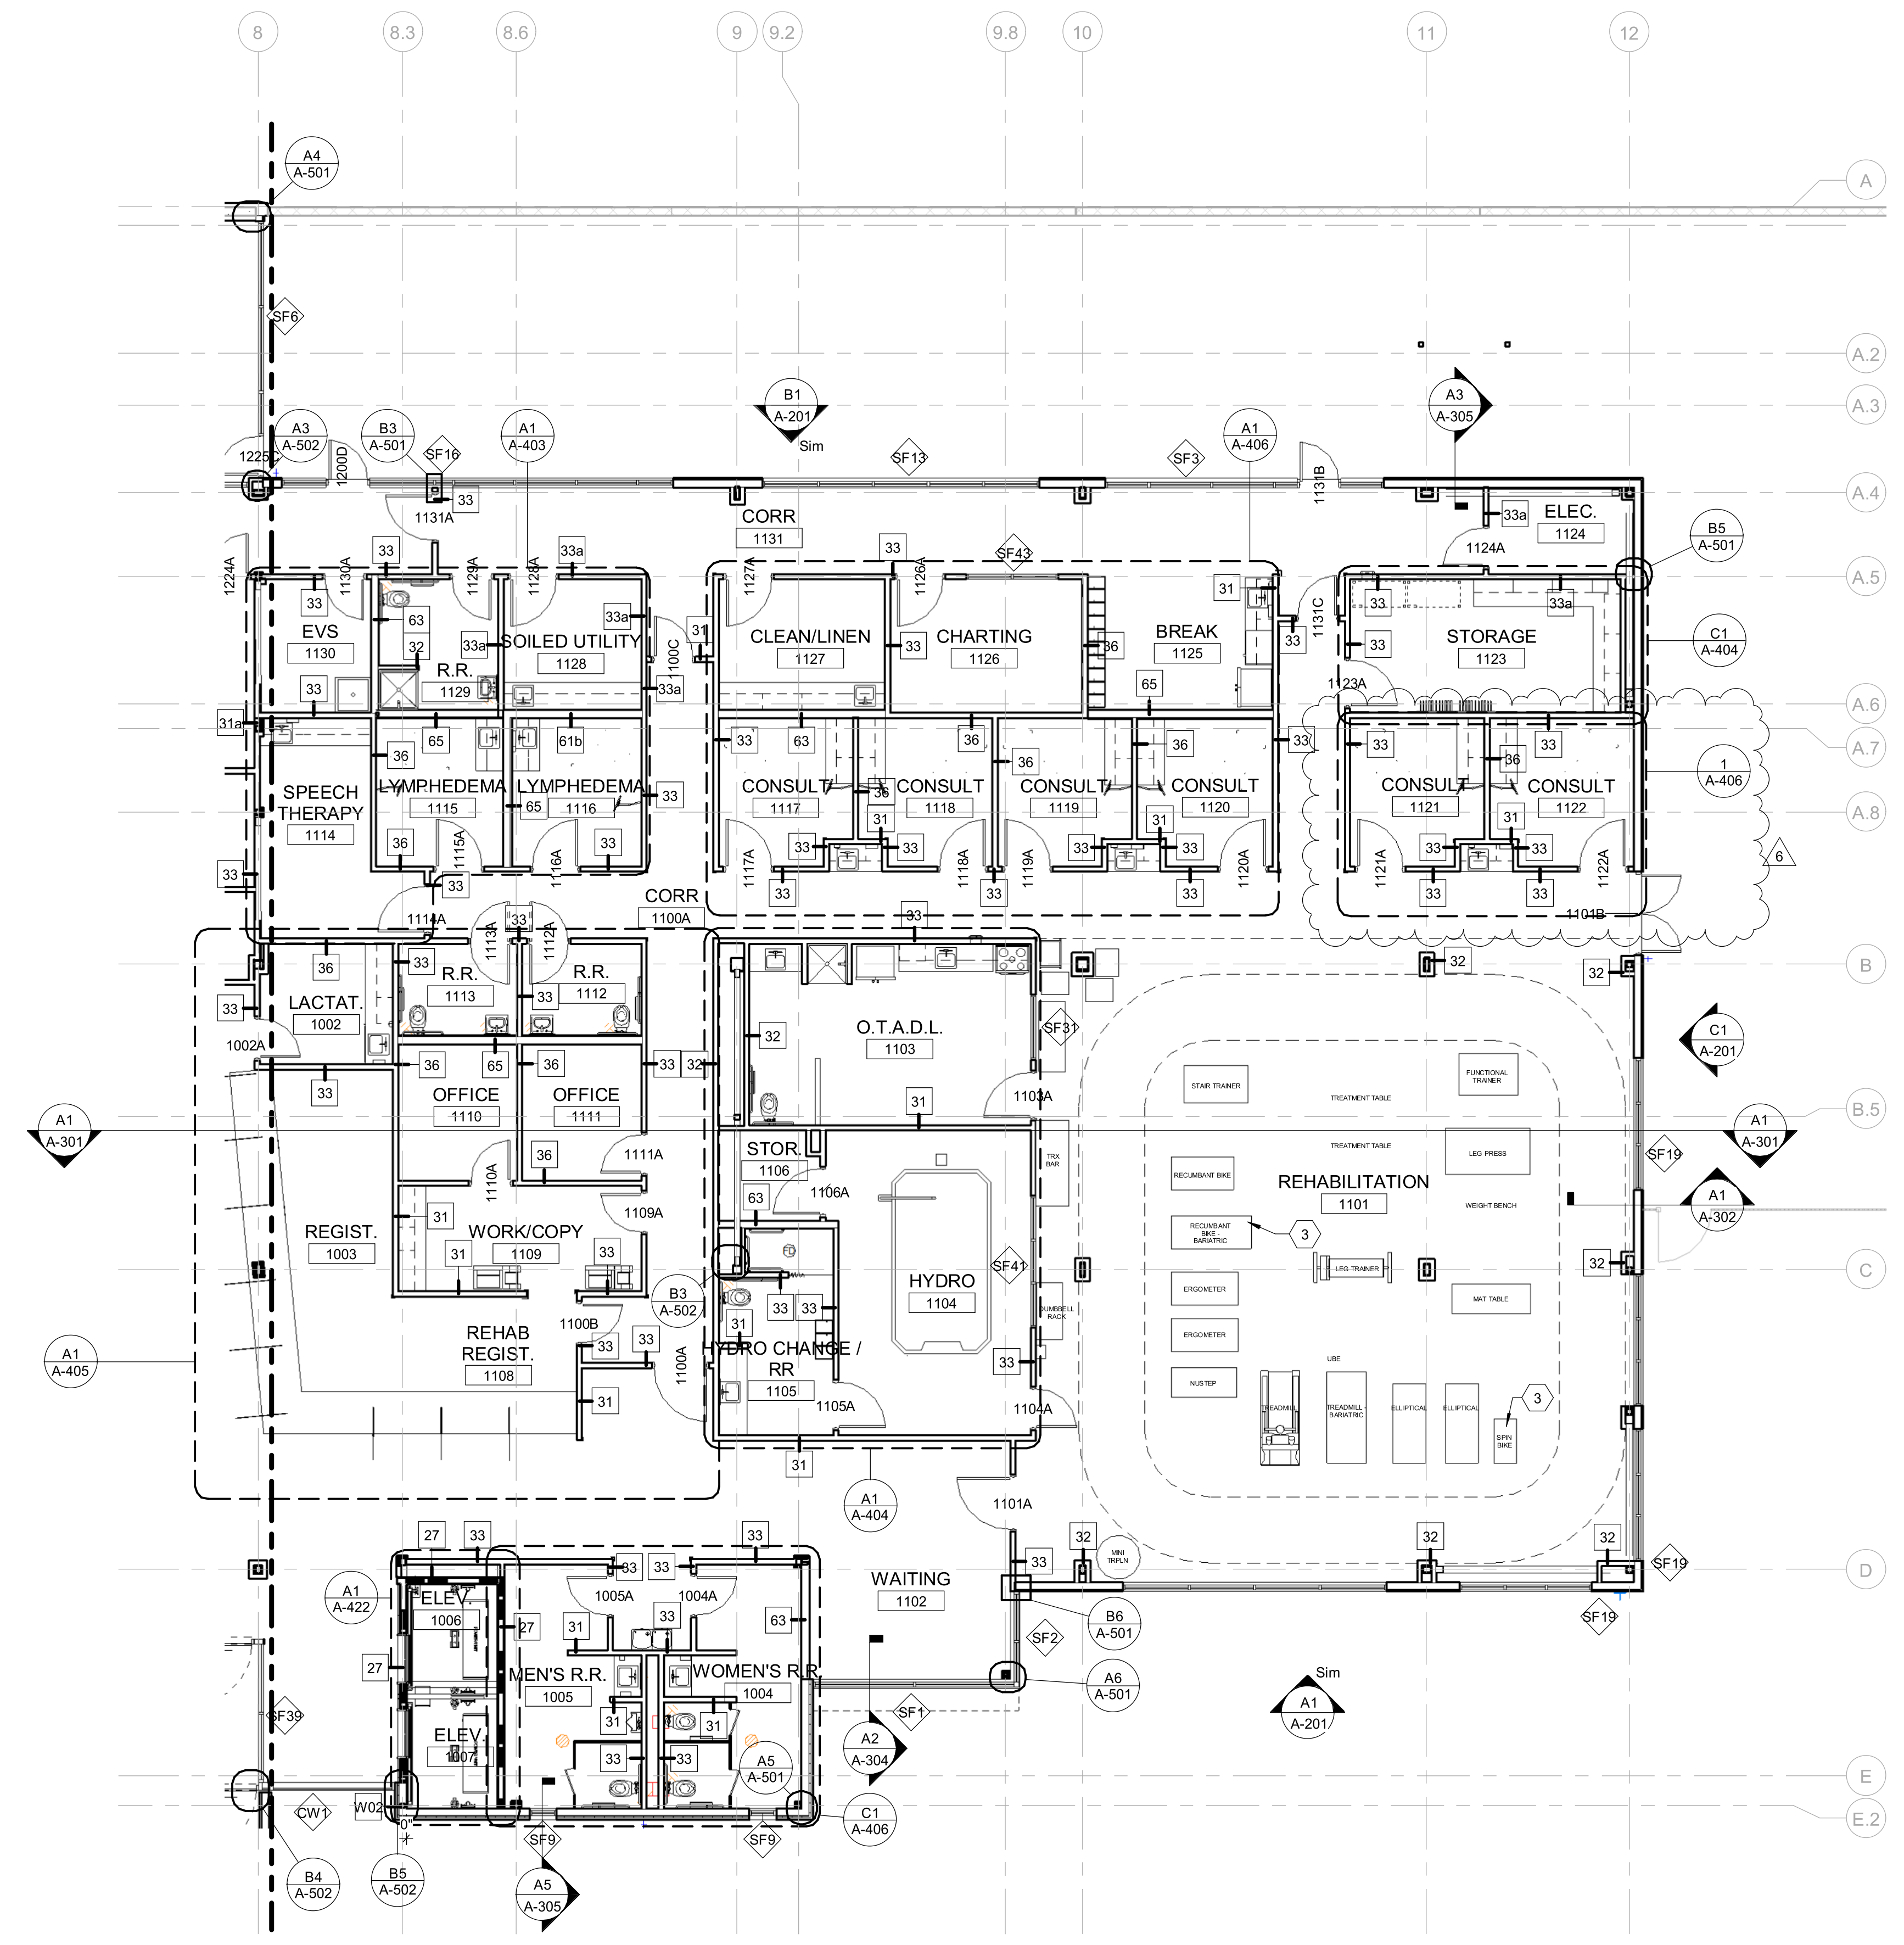 8
8.3
8.6
9
9.2
9.8
10
11
12
A4
A-501
A
SF6
A.2
A.3
B1
A-201
Sim
A3
A-305
A3
A-502
B3
A-501
A1
A-403
A1
A-406
1225C
1200D
SF16
SF13
SF3
1131B
33
1131A
A.4
CORR
1131
33a
ELEC.
1124
1124A
B5
A-501
1224A
33
1130A
1129A
1128A
33a
1127A
33
1126A
SF43
A.5
33
63
32
33a
33a
31
1100C
31
33
33a
1131C
EVS
1130
R.R.
1129
SOILED UTILITY
1128
CLEAN/LINEN
1127
33
CHARTING
1126
36
BREAK
1125
33
33
STORAGE
1123
C1
A-404
33
33a
65
1123A
31a
A.6
65
61b
33
63
36
36
33
33
33
A.7
36
36
36
1
A-406
SPEECH
THERAPY
1114
LYMPHEDEMA
1115
LYMPHEDEMA
1116
65
33
CONSULT
1117
36
CONSULT
1118
CONSULT
1119
CONSULT
1120
CONSULT
1121
CONSULT
1122
A.8
31
31
31
36
1115A
1116A
33
1117A
33
33
1118A
1119A
33
33
1120A
1121A
33
33
1122A
6
33
33
33
33
33
33
33
1114A
1113A
33
1112A
CORR
1100A
33
1101B
36
33
R.R.
1113
33
R.R.
1112
32
32
B
LACTAT.
1002
33
1002A
O.T.A.D.L.
1103
32
SF31
C1
A-201
36
65
36
33
32
33
OFFICE
1110
OFFICE
1111
31
1103A
STAIR TRAINER
FUNCTIONAL
TRAINER
TREATMENT TABLE
B.5
A1
A-301
A1
A-301
TREATMENT TABLE
LEG PRESS
SF19
1110A
36
1111A
STOR.
1106
1106A
TRX
BAR
RECUMBANT BIKE
REHABILITATION
1101
WEIGHT BENCH
A1
A-302
63
31
1109A
REGIST.
1003
WORK/COPY
1109
31
33
FD
RECUMBANT
BIKE -
BARIATRIC
3
SF41
LEG TRAINER
32
C
B3
A-502
HYDRO
1104
ERGOMETER
MAT TABLE
33
33
31
DUMBBELL
RACK
1100B
33
33
REHAB
REGIST.
1108
1100A
HYDRO CHANGE /
RR
1105
33
ERGOMETER
A1
A-405
UBE
NUSTEP
31
1105A
1104A
TREADMILL
TREADMILL -
BARIATRIC
ELLIPTICAL
ELLIPTICAL
3
SPIN
BIKE
31
A1
A-404
1101A
27
33
33
32
32
32
33
33
33
MINI
TRPLN
SF19
D
A1
A-422
ELEV.
1006
1005A
1004A
WAITING
1102
SF19
27
31
33
63
B6
A-501
SF2
27
MEN'S R.R.
1005
WOMEN'S R.R.
1004
A6
A-501
Sim
A1
A-201
SF39
ELEV.
1007
31
31
SF1
A2
A-304
33
33
A5
A-501
E
CW1
W02
0"
SF9
SF9
C1
A-406
E.2
B4
A-502
B5
A-502
A5
A-305